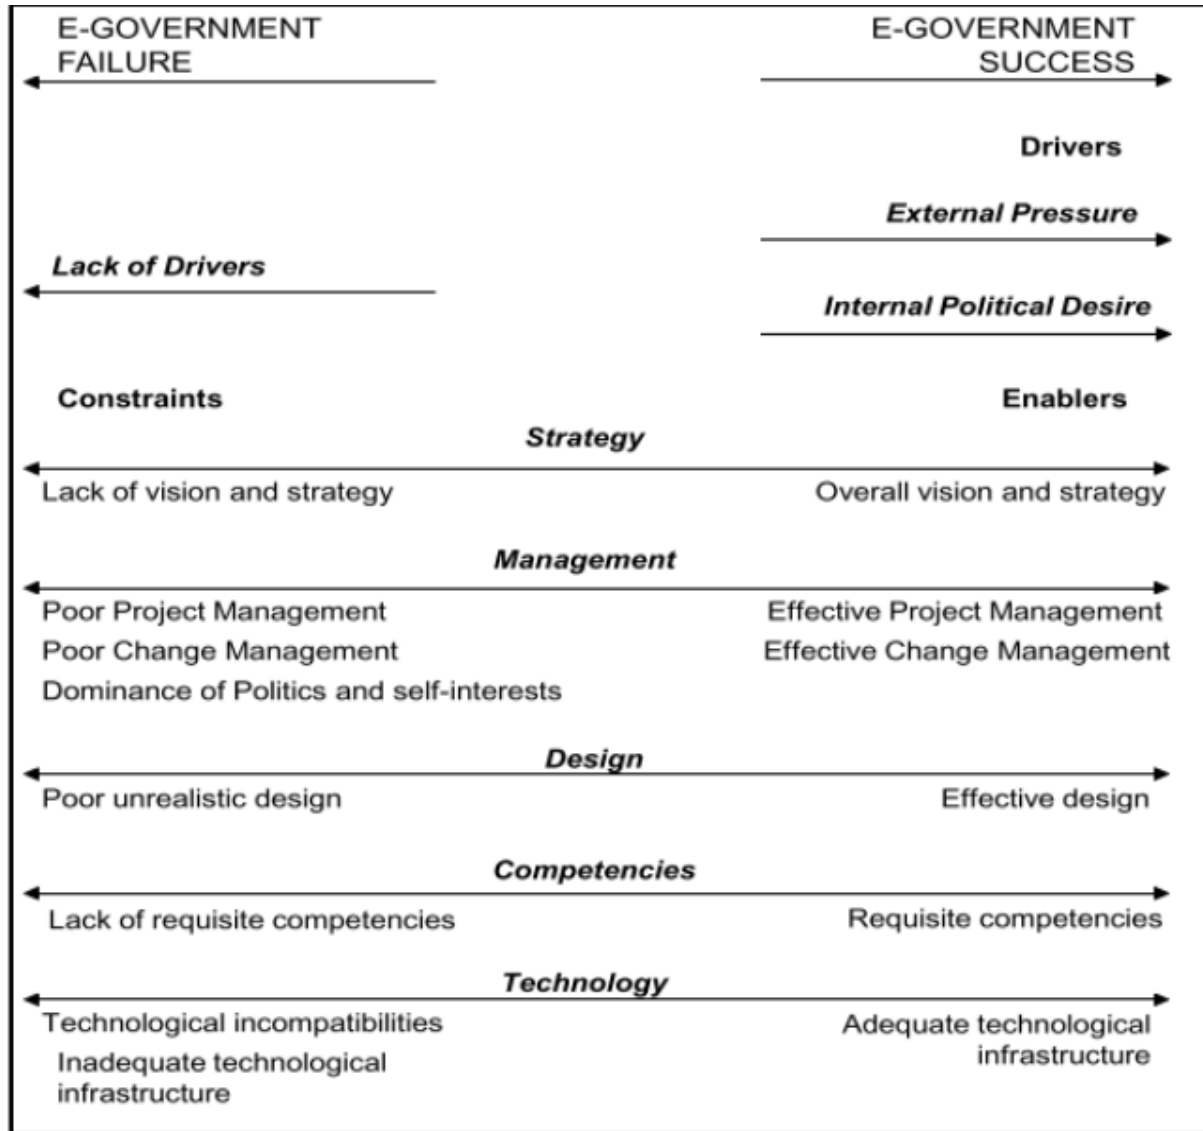 E-GOVERNMENT
FAILURE
E-GOVERNMENT
SUCCESS
Drivers
External Pressure
Lack of Drivers
Internal Political Desire
Constraints
Enablers
Strategy
Lack of vision and strategy
Overall vision and strategy
Management
Poor Project Management
Effective Project Management
Poor Change Management
Effective Change Management
Dominance of Politics and self-interests
Design
Poor unrealistic design
Effective design
Competencies
Lack of requisite competencies
Requisite competencies
Technology
Technological incompatibilities
Inadequate technological
infrastructure
Adequate technological
infrastructure